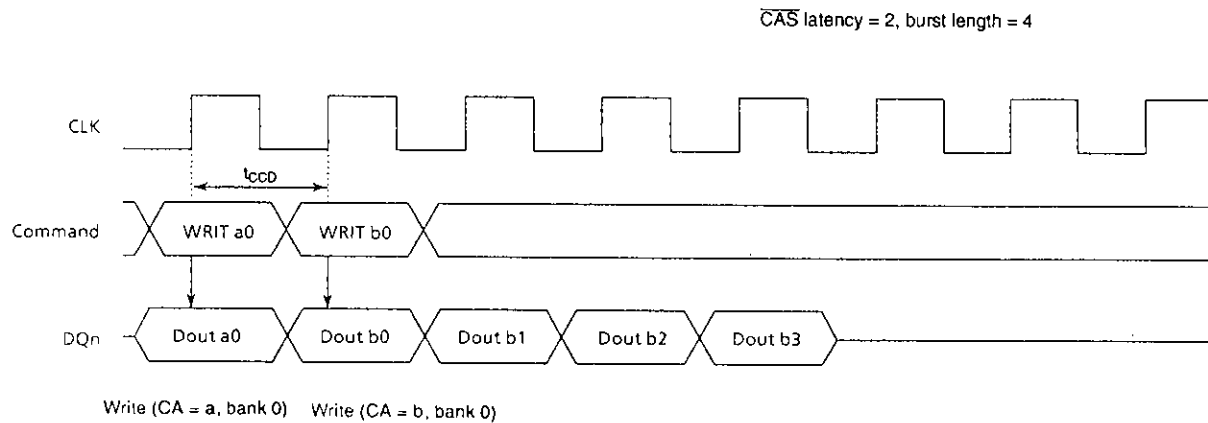 CAS latency = 2, burst length = 4
CLK
tCCD
Command
WRIT a0
WRIT b0
DQn
Dout a0
Dout b0
Dout b1
Dout b2
Dout b3
Write (CA = a, bank 0)
Write (CA = b, bank 0)